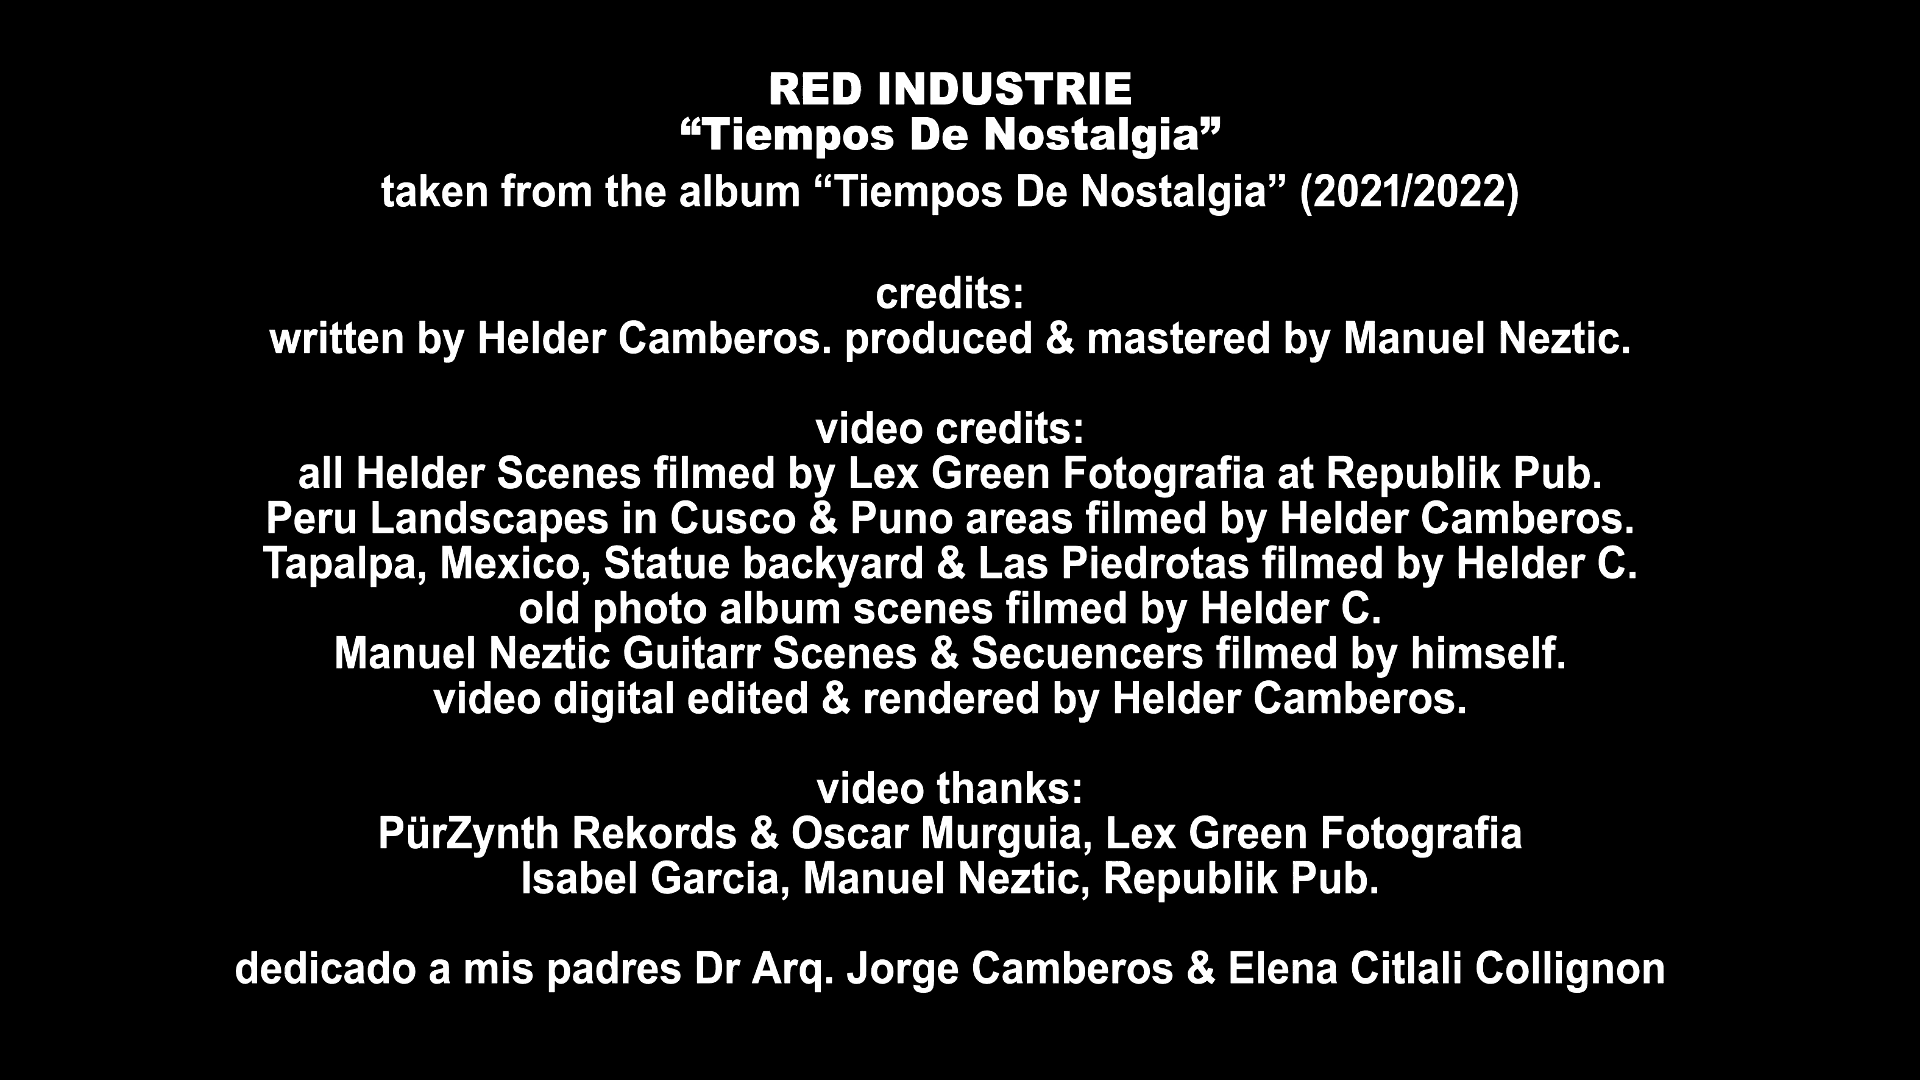 RED INDUSTRIE
“Tiempos De Nostalgia”
taken from the album “Tiempos De Nostalgia” (2021/2022)
credits:
written by Helder Camberos. produced & mastered by Manuel Neztic.
video credits:
all Helder Scenes filmed by Lex Green Fotografia at Republik Pub.
Peru Landscapes in Cusco & Puno areas filmed by Helder Camberos.
Tapalpa, Mexico, Statue backyard & Las Piedrotas filmed by Helder C.
old photo album scenes filmed by Helder C.
Manuel Neztic Guitarr Scenes & Secuencers filmed by himself.
video digital edited & rendered by Helder Camberos.
video thanks:
PürZynth Rekords & Oscar Murguia, Lex Green Fotografia
Isabel Garcia, Manuel Neztic, Republik Pub.
dedicado a mis padres Dr Arq. Jorge Camberos & Elena Citlali Collignon